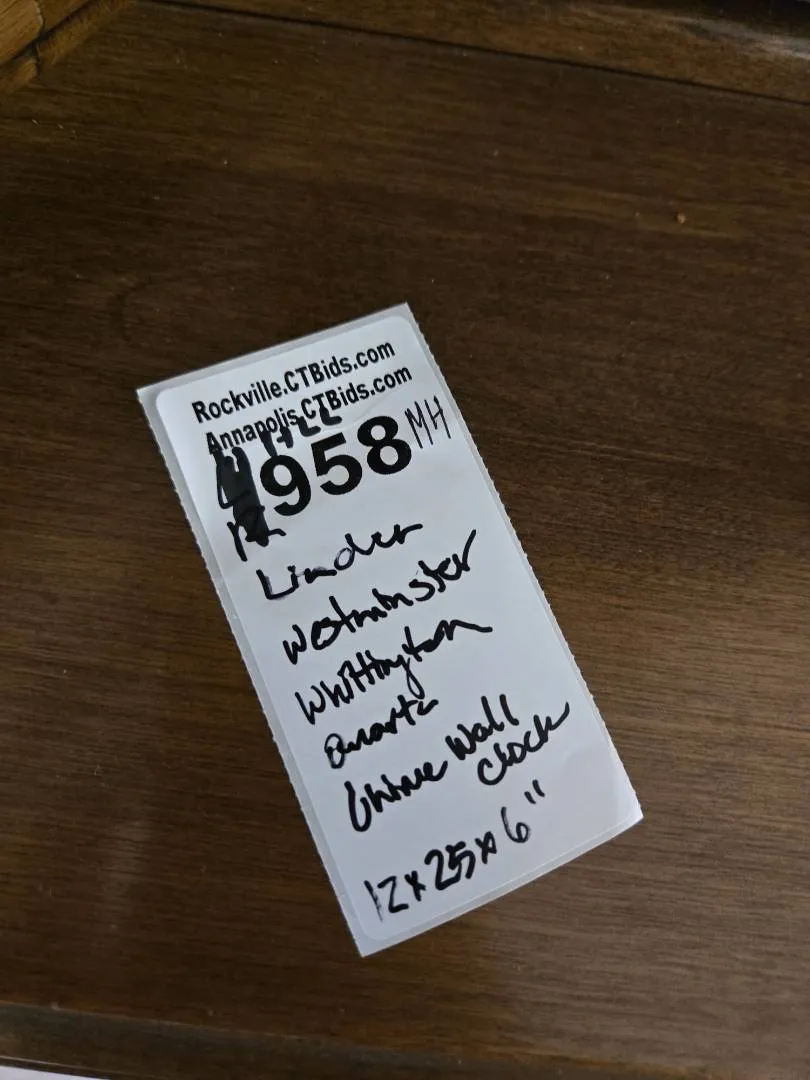 Rockville.CTBids.com
Annapolis.CTBids.com
958 MH
Linden
Westminster
Whittington
Quartz
Chime Wall
Clock
12x25x6"